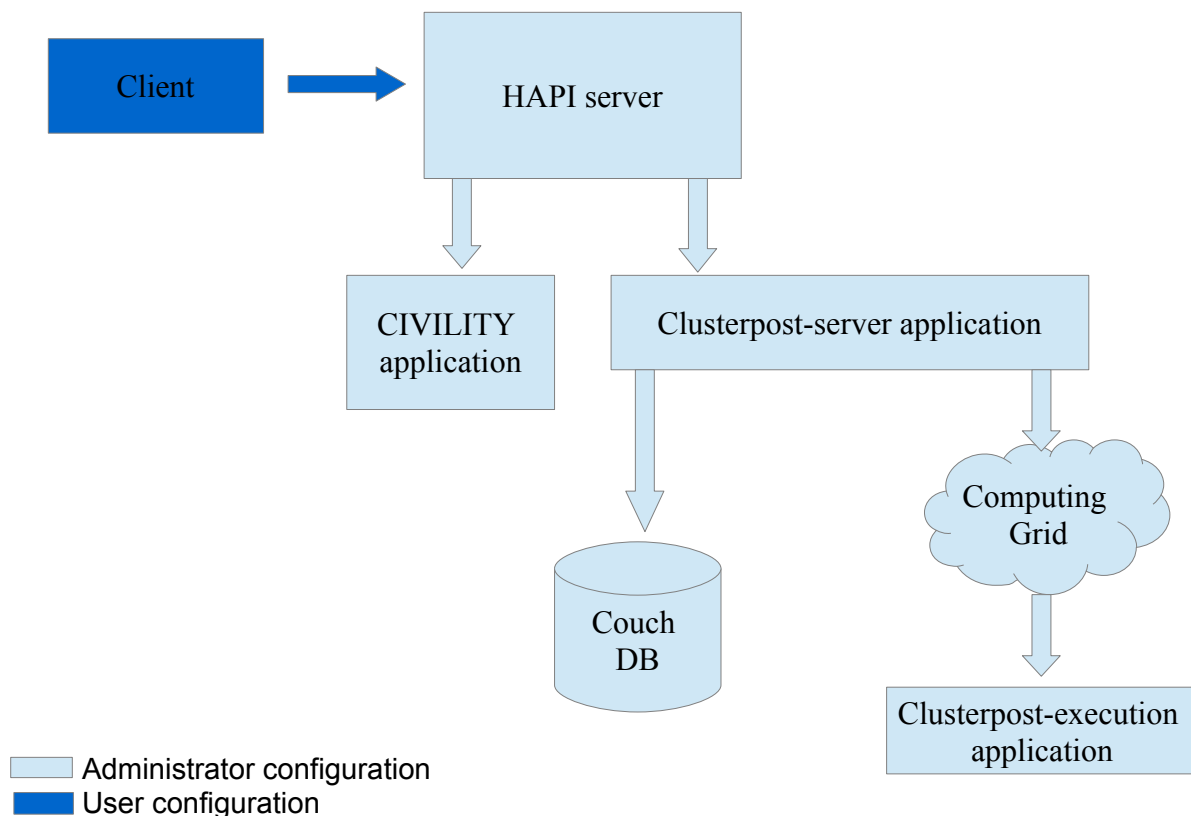 Client
HAPI server
CIVILITY
application
Clusterpost-server application
Computing
Grid
Couch
DB
Clusterpost-execution
application
Administrator configuration
User configuration